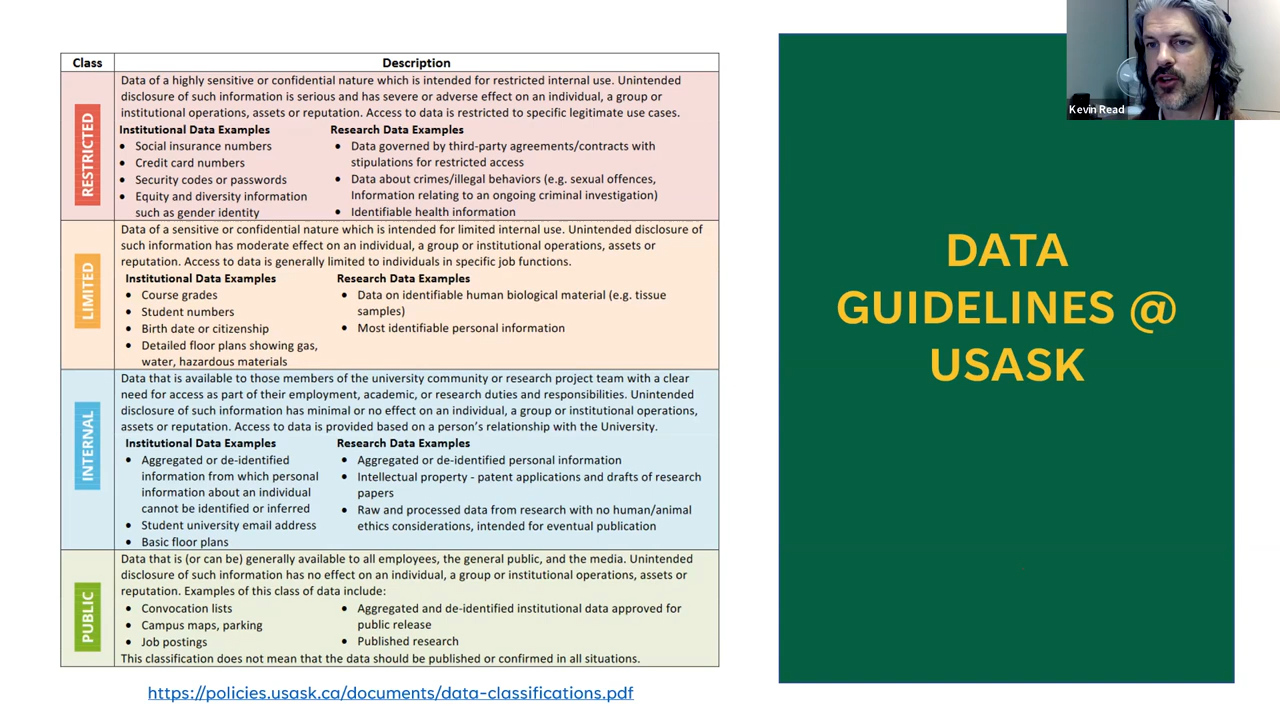 Class Description
RESTRICTED
Data of a highly sensitive or confidential nature which is intended for restricted internal use. Unintended
disclosure of such information is serious and has severe or adverse effect on an individual, a group or
institutional operations, assets or reputation. Access to data is restricted to specific legitimate use cases.
Institutional Data Examples
• Social insurance numbers
• Credit card numbers
• Security codes or passwords
• Equity and diversity information
such as gender identity
Research Data Examples
• Data governed by third-party agreements/contracts with
stipulations for restricted access
• Data about crimes/illegal behaviors (e.g. sexual offences,
Information relating to an ongoing criminal investigation)
• Identifiable health information
LIMITED
Data of a sensitive or confidential nature which is intended for limited internal use. Unintended disclosure of
such information has moderate effect on an individual, a group or institutional operations, assets or
reputation. Access to data is generally limited to individuals in specific job functions.
Institutional Data Examples
• Course grades
• Student numbers
• Birth date or citizenship
• Detailed floor plans showing gas,
water, hazardous materials
Research Data Examples
• Data on identifiable human biological material (e.g. tissue
samples)
• Most identifiable personal information
INTERNAL
Data that is available to those members of the university community or research project team with a clear
need for access as part of their employment, academic, or research duties and responsibilities. Unintended
disclosure of such information has minimal or no effect on an individual, a group or institutional operations,
assets or reputation. Access to data is provided based on a person's relationship with the University.
Institutional Data Examples
• Aggregated or de-identified
information from which personal
information about an individual
cannot be identified or inferred
• Student university email address
• Basic floor plans
Research Data Examples
• Aggregated or de-identified personal information
• Intellectual property - patent applications and drafts of research
papers
• Raw and processed data from research with no human/animal
ethics considerations, intended for eventual publication
PUBLIC
Data that is (or can be) generally available to all employees, the general public, and the media. Unintended
disclosure of such information has no effect on an individual, a group or institutional operations, assets or
reputation. Examples of this class of data include:
• Convocation lists
• Campus maps, parking
• Job postings
• Aggregated and de-identified institutional data approved for
public release
• Published research
This classification does not mean that the data should be published or confirmed in all situations.
https://policies.usask.ca/documents/data-classifications.pdf
DATA
GUIDELINES @
USASK
Kevin Read